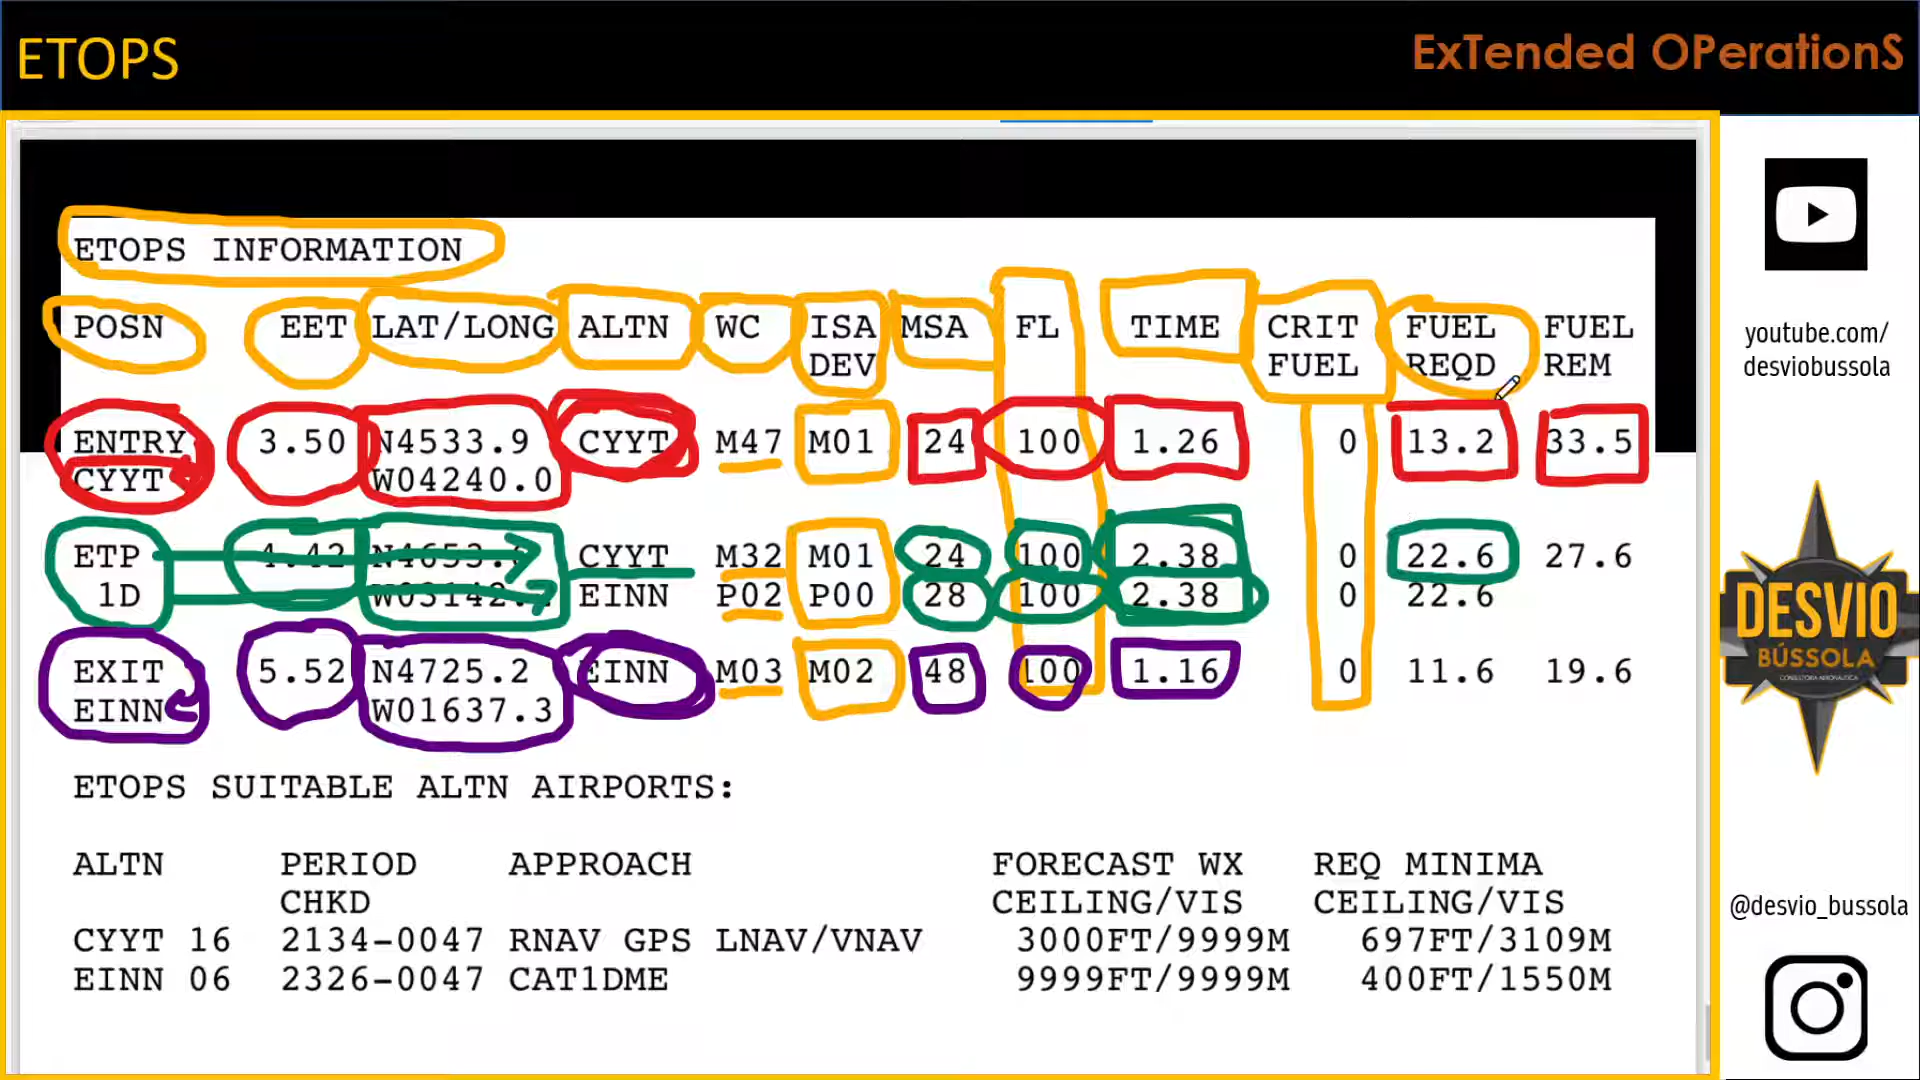 ETOPS
ExTended OPerationS
ETOPS INFORMATION
POSN EET LAT/LONG ALTN WC ISA MSA FL TIME CRIT FUEL FUEL
DEV FUEL REQD REM
ENTRY 3.50 N4533.9 CYYT M47 M01 24 100 1.26 0 13.2 33.5
CYYT W04240.0
ETP 4.42 CYYT M32 M01 24 100 2.38 0 22.6 27.6
1D EINN P02 P00 28 100 2.38 0 22.6
EXIT 5.52 N4725.2 EINN M03 M02 48 100 1.16 0 11.6 19.6
EINN W01637.3
ETOPS SUITABLE ALTN AIRPORTS:
ALTN PERIOD APPROACH FORECAST WX REQ MINIMA
CHKD CEILING/VIS CEILING/VIS
CYYT 16 2134-0047 RNAV GPS LNAV/VNAV 3000FT/9999M 697FT/3109M
EINN 06 2326-0047 CAT1DME 9999FT/9999M 400FT/1550M
youtube.com/
desviobussola
DESVIO
BÚSSOLA
CONSULTORIA AERONÁUTICA
@desvio_bussola